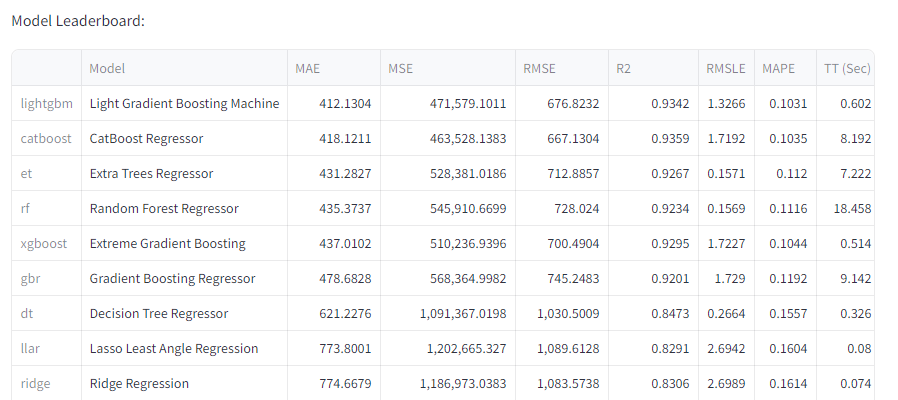 Model Leaderboard:
Model MAE MSE RMSE R2 RMSLE MAPE TT (Sec)
lightgbm Light Gradient Boosting Machine 412.1304 471,579.1011 676.8232 0.9342 1.3266 0.1031 0.602
catboost CatBoost Regressor 418.1211 463,528.1383 667.1304 0.9359 1.7192 0.1035 8.192
et Extra Trees Regressor 431.2827 528,381.0186 712.8857 0.9267 0.1571 0.112 7.222
rf Random Forest Regressor 435.3737 545,910.6699 728.024 0.9234 0.1569 0.1116 18.458
xgboost Extreme Gradient Boosting 437.0102 510,236.9396 700.4904 0.9295 1.7227 0.1044 0.514
gbr Gradient Boosting Regressor 478.6828 568,364.9982 745.2483 0.9201 1.729 0.1192 9.142
dt Decision Tree Regressor 621.2276 1,091,367.0198 1,030.5009 0.8473 0.2664 0.1557 0.326
llar Lasso Least Angle Regression 773.8001 1,202,665.327 1,089.6128 0.8291 2.6942 0.1604 0.08
ridge Ridge Regression 774.6679 1,186,973.0383 1,083.5738 0.8306 2.6989 0.1614 0.074